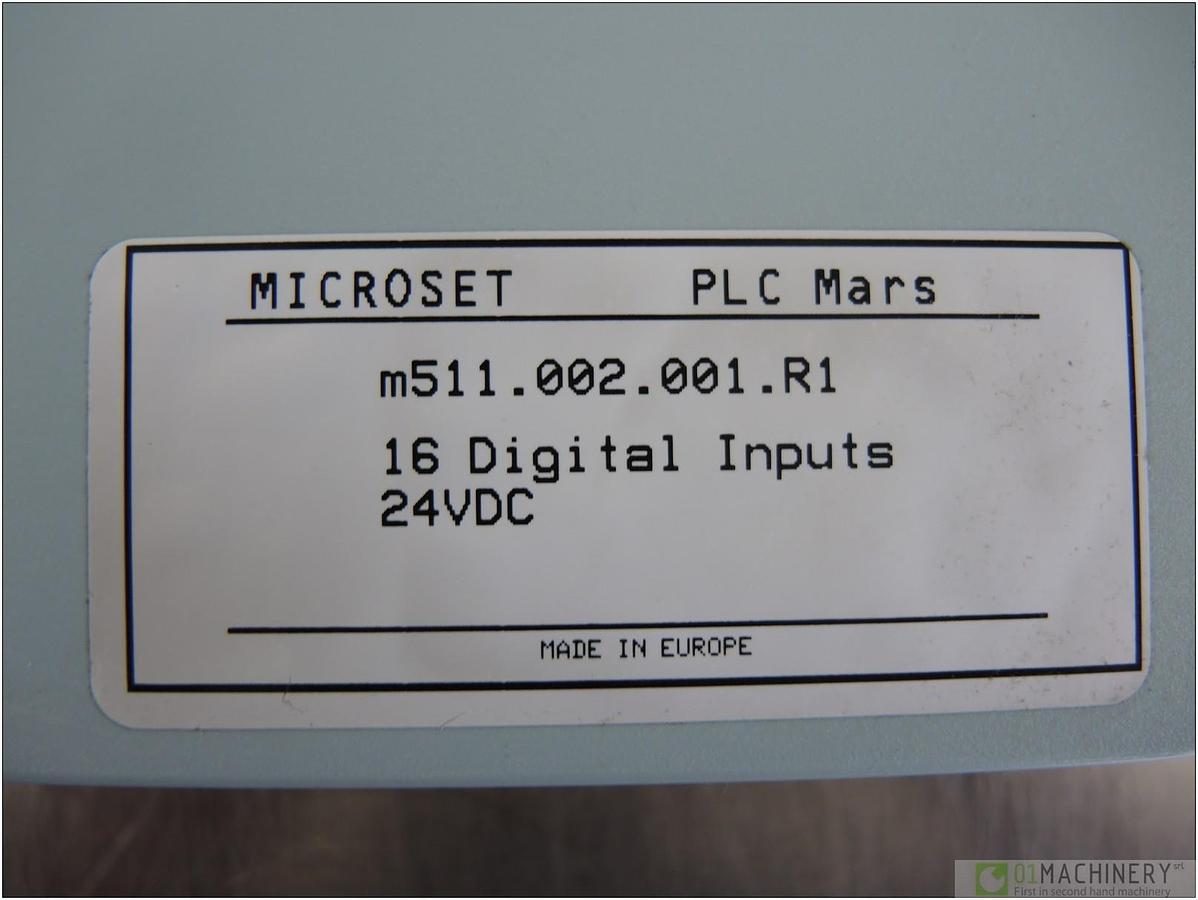 MICROSET PLC Mars
m511.002.001.R1
16 Digital Inputs
24VDC
MADE IN EUROPE
01MACHINERY srl
First in second hand machinery